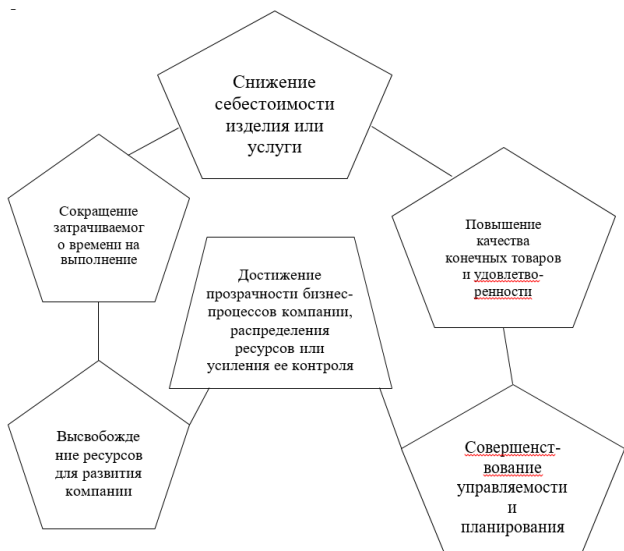 Снижение
себестоимости
изделия или
услуги
Сокращение
затрачиваемог
о времени на
выполнение
Повышение
качества
конечных товаров
и удовлетво-
ренности
Достижение
прозрачности бизнес-
процессов компании,
распределения
ресурсов или
усиления ее контроля
Высвобожде
ние ресурсов
для развития
компании
Совершенст-
вование
управляемости
и
планирования